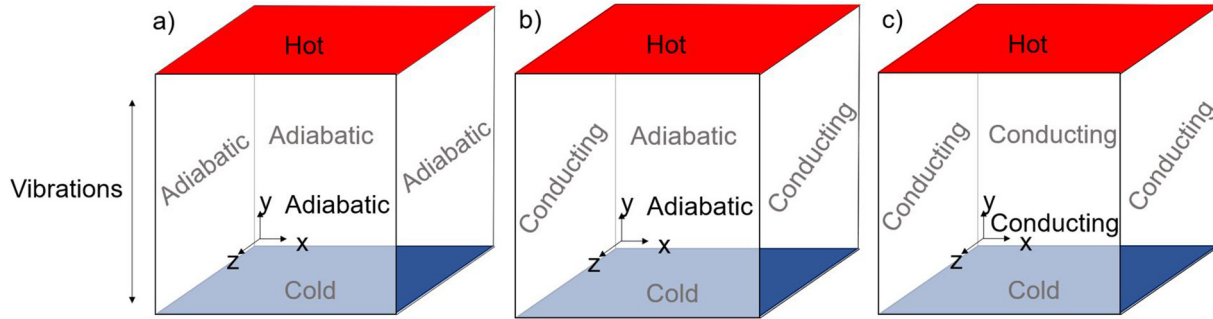 Vibrations
a)
Hot
Adiabatic
Adiabatic
Adiabatic
Adiabatic
y
x
z
Cold
b)
Hot
Conducting
Adiabatic
Conducting
Adiabatic
y
x
z
Cold
c)
Hot
Conducting
Conducting
Conducting
Conducting
y
x
z
Cold